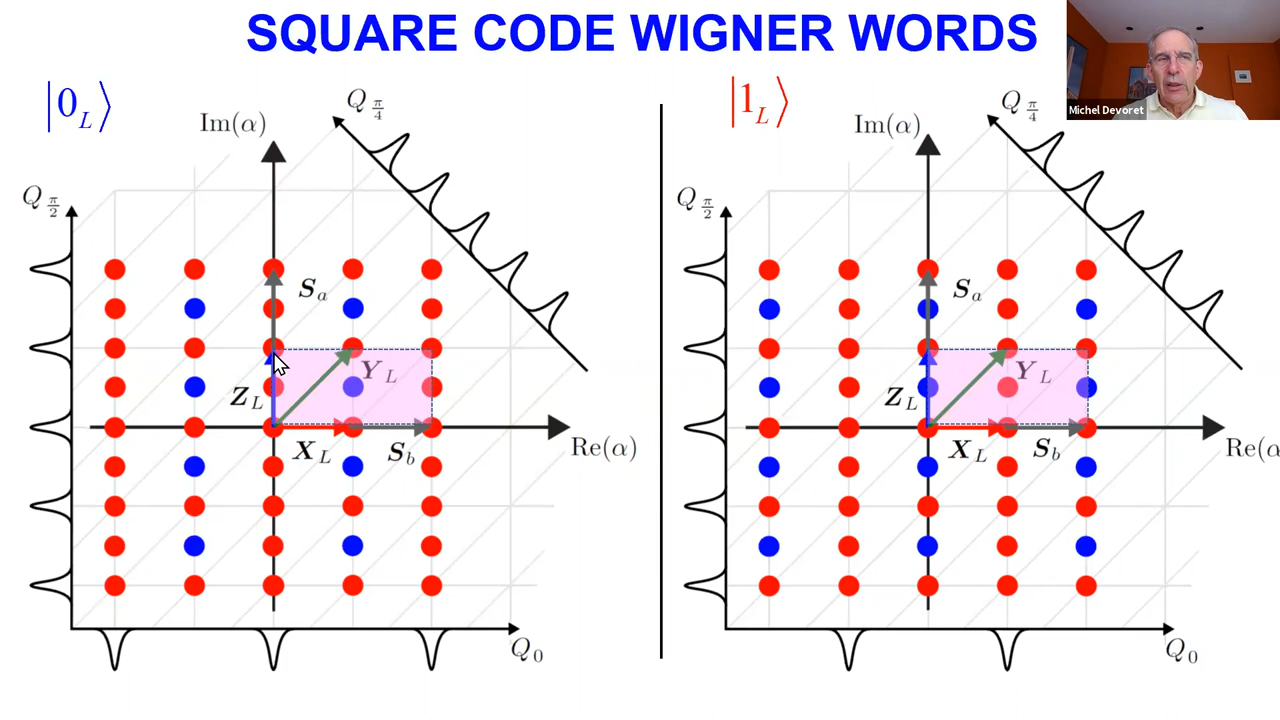 SQUARE CODE WIGNER WORDS
Michel Devoret
|0_L⟩
Im(α)
Q_{π/4}
Q_{π/2}
S_a
Y_L
Z_L
X_L
S_b
Re(α)
Q_0
|1_L⟩
Im(α)
Q_{π/4}
Q_{π/2}
S_a
Y_L
Z_L
X_L
S_b
Re(α
Q_0